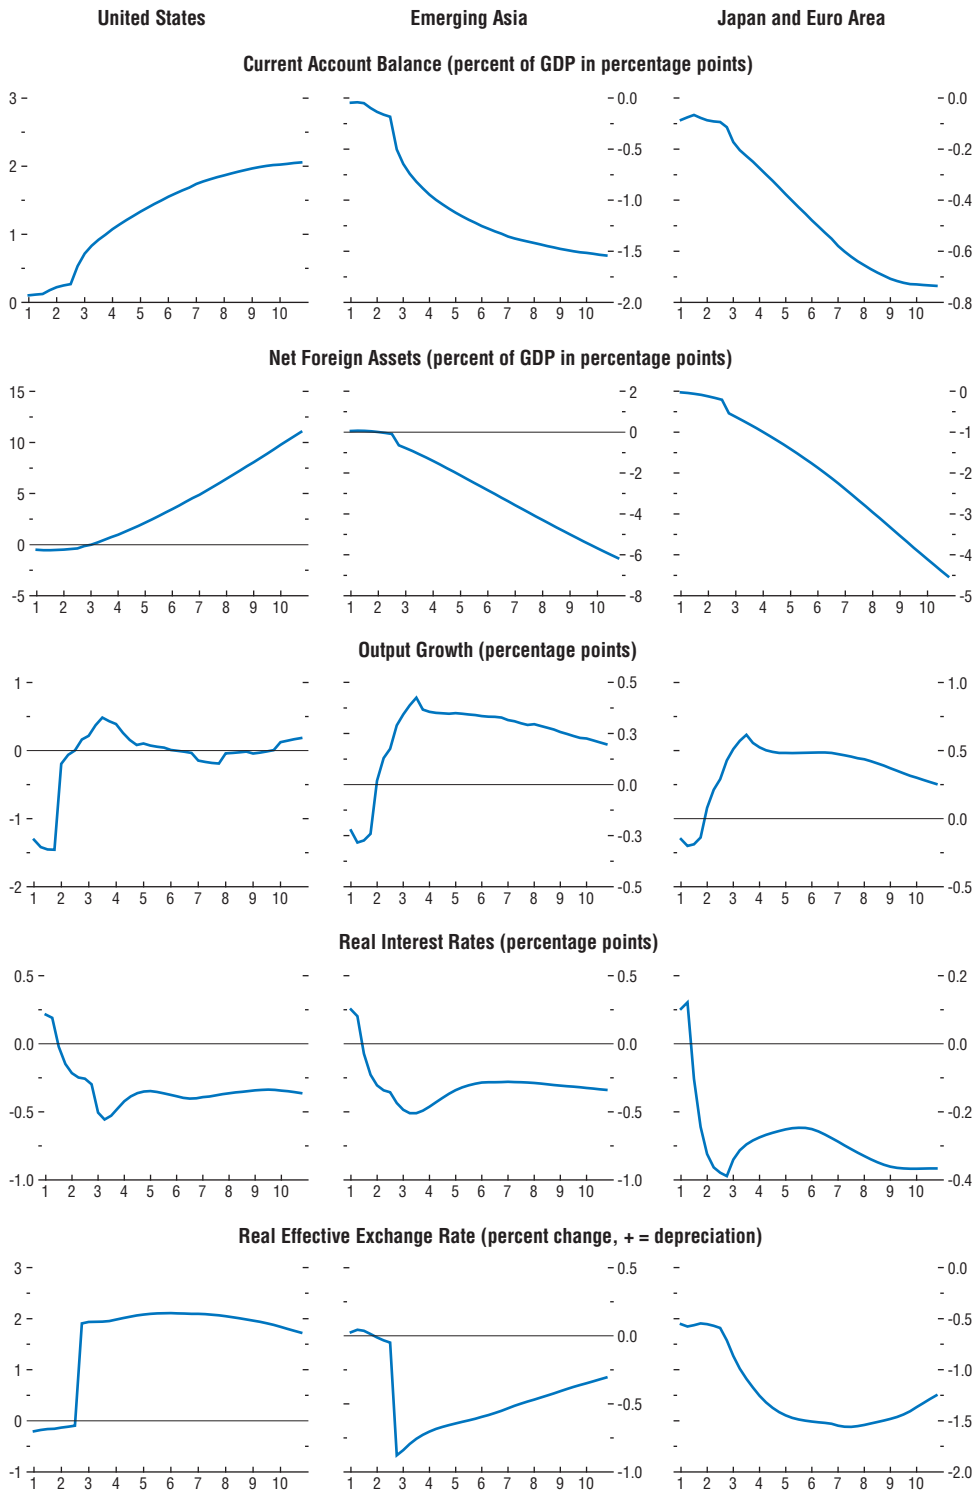 United States Emerging Asia Japan and Euro Area
Current Account Balance (percent of GDP in percentage points)
3 0.0 0.0
-0.5 -0.2
2
-1.0 -0.4
1
-1.5 -0.6
0 -2.0 -0.8
1 2 3 4 5 6 7 8 9 10 1 2 3 4 5 6 7 8 9 10 1 2 3 4 5 6 7 8 9 10
Net Foreign Assets (percent of GDP in percentage points)
15 2 0
10 0 -1
-2 -2
5
-4 -3
0
-6 -4
-5 -8 -5
1 2 3 4 5 6 7 8 9 10 1 2 3 4 5 6 7 8 9 10 1 2 3 4 5 6 7 8 9 10
Output Growth (percentage points)
1 0.5 1.0
0 0.3 0.5
0.0
-1 0.0
-0.3
-2 -0.5 -0.5
1 2 3 4 5 6 7 8 9 10 1 2 3 4 5 6 7 8 9 10 1 2 3 4 5 6 7 8 9 10
Real Interest Rates (percentage points)
0.5 0.5 0.2
0.0 0.0 0.0
-0.5 -0.5 -0.2
-1.0 -1.0 -0.4
1 2 3 4 5 6 7 8 9 10 1 2 3 4 5 6 7 8 9 10 1 2 3 4 5 6 7 8 9 10
Real Effective Exchange Rate (percent change, + = depreciation)
3 0.5 0.0
2 0.0 -0.5
1 -1.0
0 -0.5 -1.5
-1 -1.0 -2.0
1 2 3 4 5 6 7 8 9 10 1 2 3 4 5 6 7 8 9 10 1 2 3 4 5 6 7 8 9 10